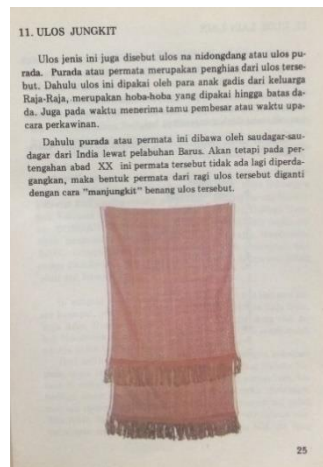 11. ULOS JUNGKIT
Ulos jenis ini juga disebut ulos na nidongdang atau ulos pu-
rada. Purada atau permata merupakan penghias dari ulos terse-
but. Dahulu ulos ini dipakai oleh para anak gadis dari keluarga
Raja-Raja, merupakan hoba-hoba yang dipakai hingga batas da-
da. Juga pada waktu menerima tamu pembesar atau waktu upa-
cara perkawinan.
Dahulu purada atau permata ini dibawa oleh saudagar-sau-
dagar dari India lewat pelabuhan Barus. Akan tetapi pada per-
tengahan abad XX ini permata tersebut tidak ada lagi diperda-
gangkan, maka bentuk permata dari ragi ulos tersebut diganti
dengan cara "manjungkit" benang ulos tersebut.
25